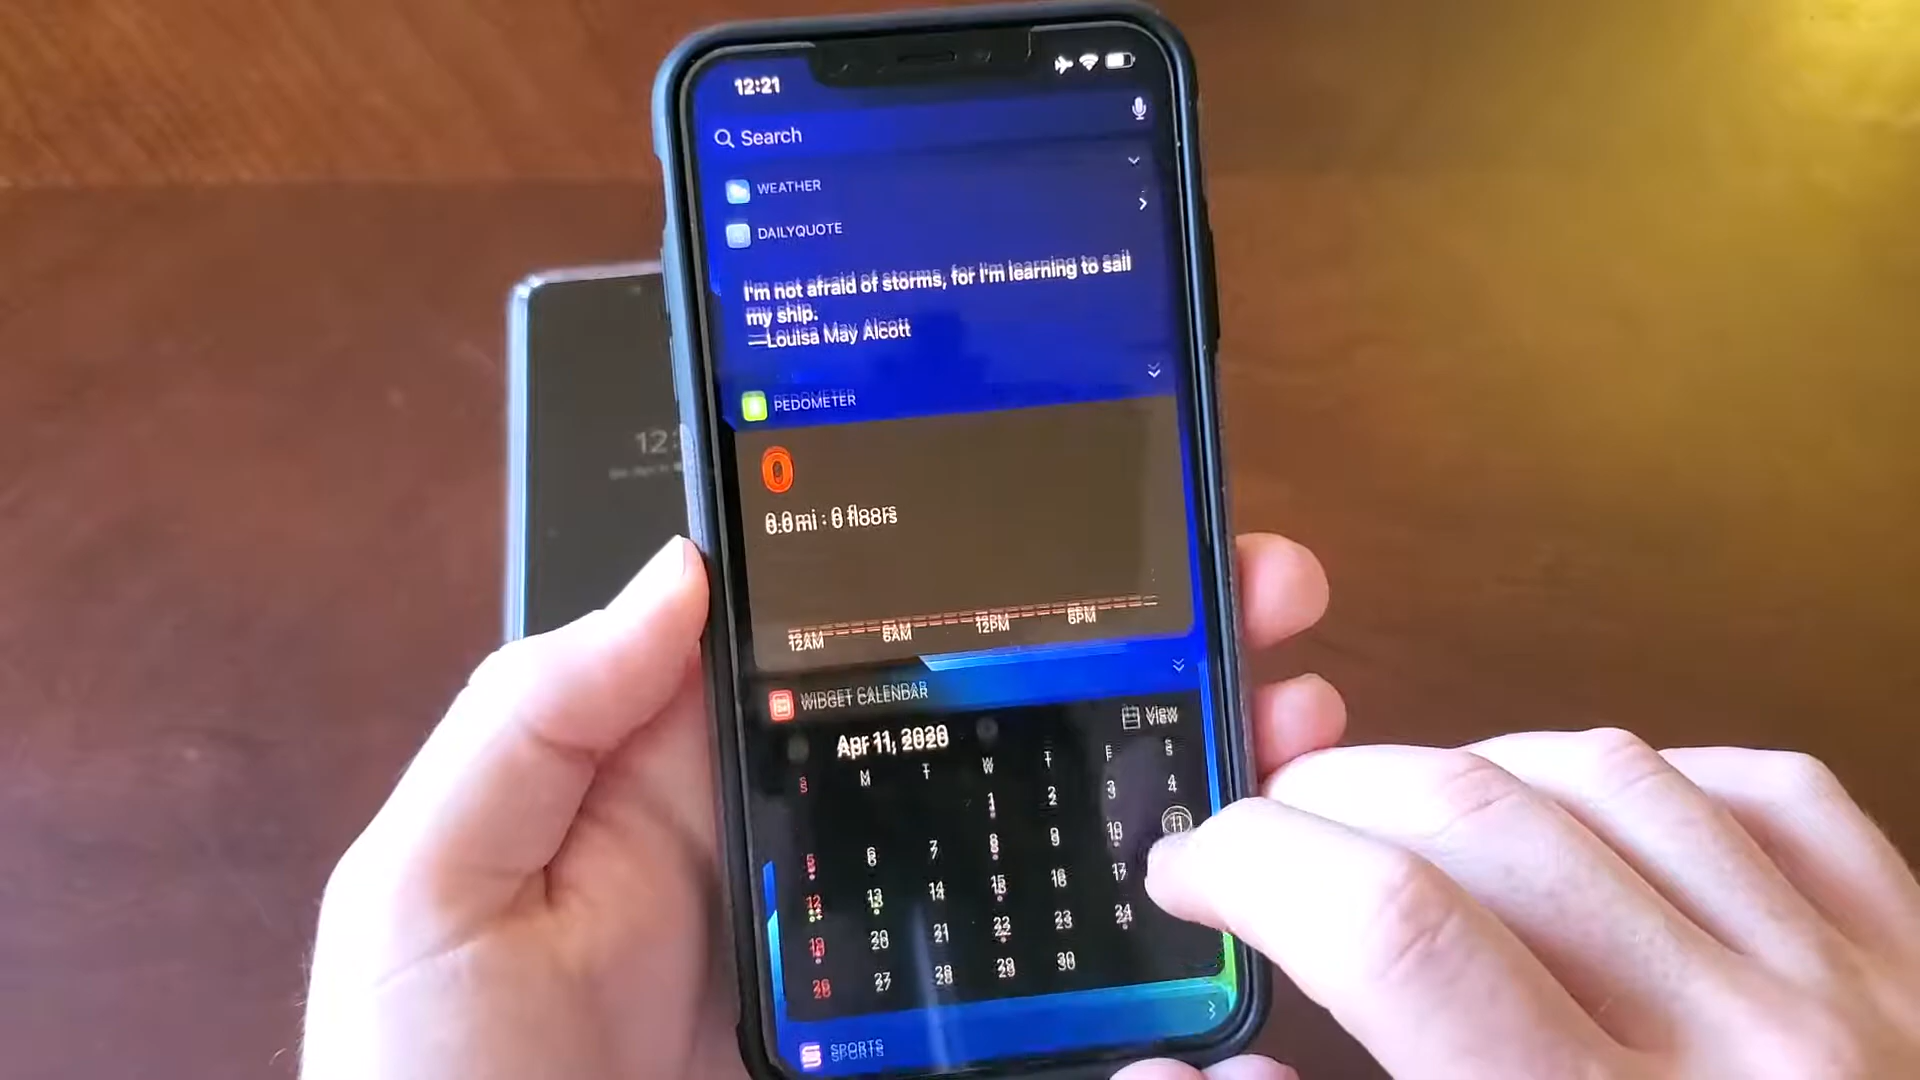 12:21
Search
WEATHER
DAILYQUOTE
I'm not afraid of storms, for I'm learning to sail
my ship.
—Louisa May Alcott
PEDOMETER
0
0.0 mi : 0 floors
12AM 6AM 12PM 6PM
WIDGET CALENDAR
Apr 11, 2020
View
S M T W T F S
1 2 3 4
5 6 7 8 9 10 11
12 13 14 15 16 17
19 20 21 22 23 24
26 27 28 29 30
SPORTS
12: